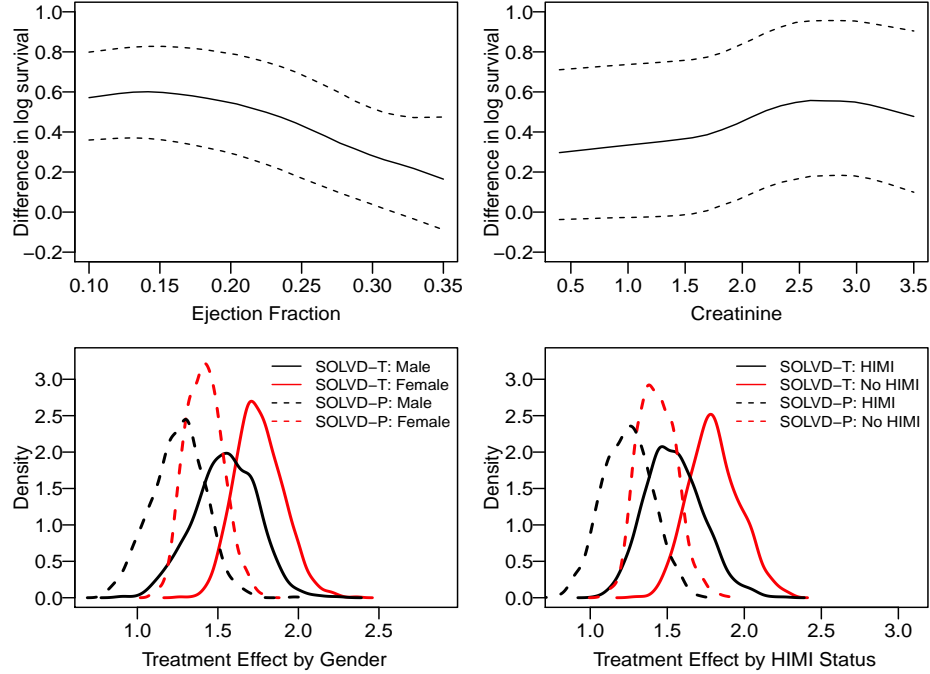 Difference in log survival
1.0
0.8
0.6
0.4
0.2
0.0
−0.2
0.10 0.15 0.20 0.25 0.30 0.35
Ejection Fraction
Difference in log survival
1.0
0.8
0.6
0.4
0.2
0.0
−0.2
0.5 1.0 1.5 2.0 2.5 3.0 3.5
Creatinine
Density
3.0
2.5
2.0
1.5
1.0
0.5
0.0
SOLVD−T: Male
SOLVD−T: Female
SOLVD−P: Male
SOLVD−P: Female
1.0 1.5 2.0 2.5
Treatment Effect by Gender
Density
3.0
2.5
2.0
1.5
1.0
0.5
0.0
SOLVD−T: HIMI
SOLVD−T: No HIMI
SOLVD−P: HIMI
SOLVD−P: No HIMI
1.0 1.5 2.0 2.5 3.0
Treatment Effect by HIMI Status